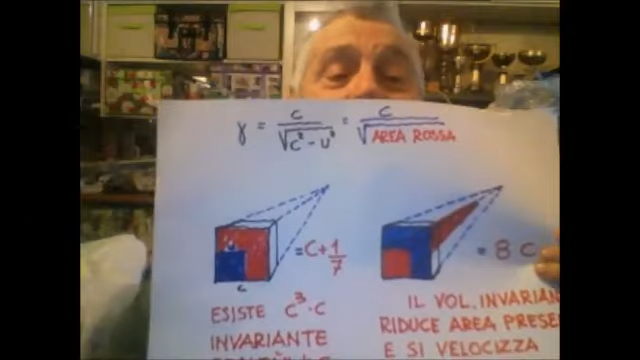 γ = c / √c² - u² = c / √AREA ROSSA
= C + 1/7
= 8 C
c
ESISTE C³·C
INVARIANTE
IL VOL. INVARIAN
RIDUCE AREA PRESE
E SI VELOCIZZA